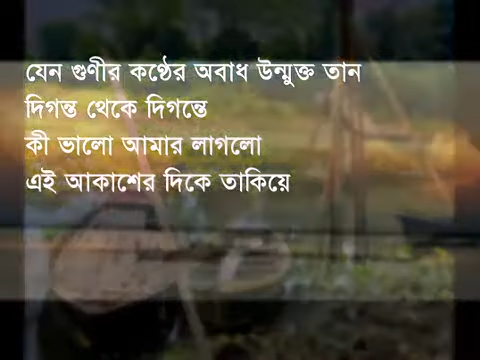 যেন গুণীর কণ্ঠের অবাধ উন্মুক্ত তান
দিগন্ত থেকে দিগন্তে
কী ভালো আমার লাগলো
এই আকাশের দিকে তাকিয়ে